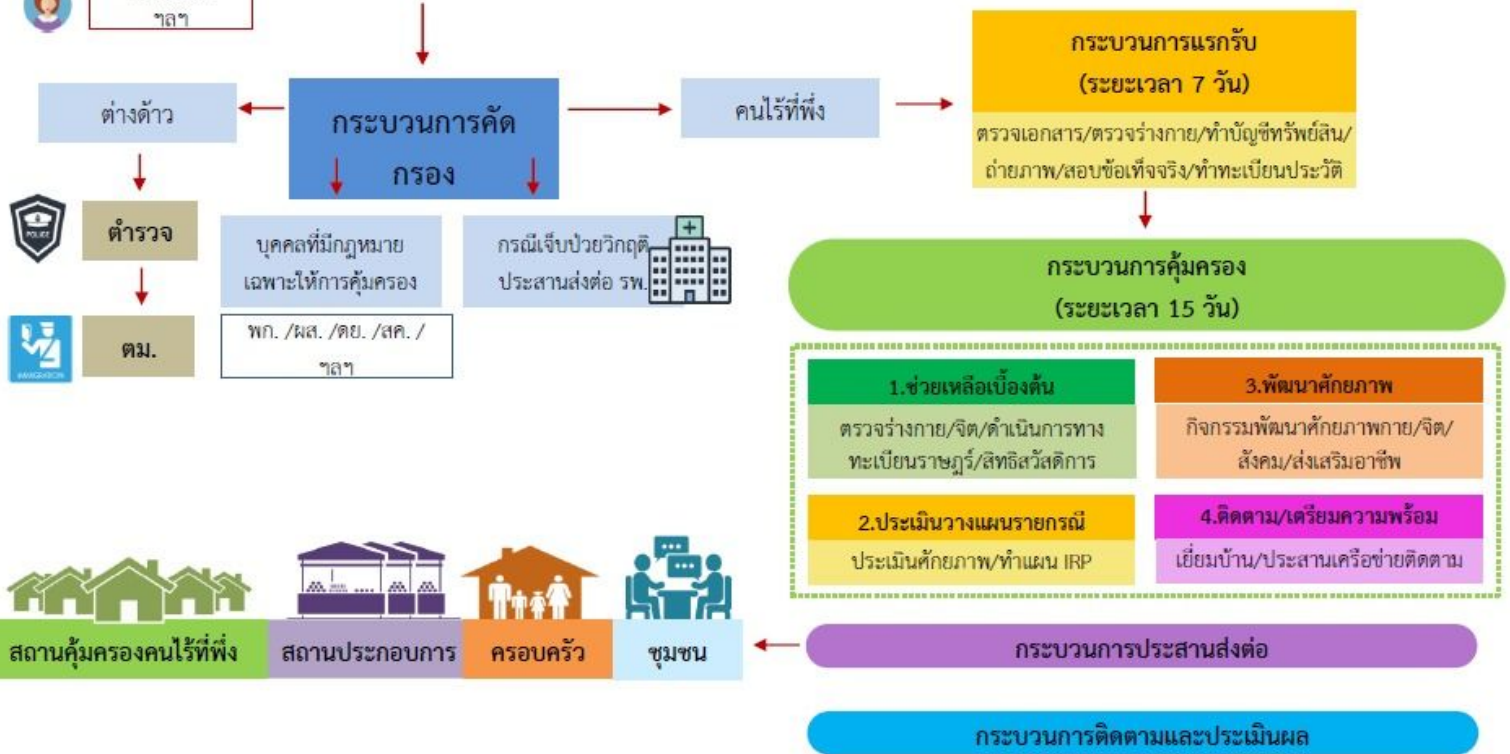 ฯลฯ
กระบวนการแรกรับ
(ระยะเวลา 7 วัน)
ต่างด้าว
กระบวนการคัด
กรอง
คนไร้ที่พึ่ง
ตรวจเอกสาร/ตรวจร่างกาย/ทำบัญชีทรัพย์สิน/
ถ่ายภาพ/สอบข้อเท็จจริง/ทำทะเบียนประวัติ
POLICE
ตำรวจ
บุคคลที่มีกฎหมาย
เฉพาะให้การคุ้มครอง
กรณีเจ็บป่วยวิกฤติ
ประสานส่งต่อ รพ.
กระบวนการคุ้มครอง
(ระยะเวลา 15 วัน)
IMMIGRATION
ตม.
พก. /ผส. /ดย. /สค. /
ฯลฯ
1.ช่วยเหลือเบื้องต้น
ตรวจร่างกาย/จิต/ดำเนินการทาง
ทะเบียนราษฎร์/สิทธิสวัสดิการ
3.พัฒนาศักยภาพ
กิจกรรมพัฒนาศักยภาพกาย/จิต/
สังคม/ส่งเสริมอาชีพ
2.ประเมินวางแผนรายกรณี
ประเมินศักยภาพ/ทำแผน IRP
4.ติดตาม/เตรียมความพร้อม
เยี่ยมบ้าน/ประสานเครือข่ายติดตาม
สถานคุ้มครองคนไร้ที่พึ่ง
สถานประกอบการ
ครอบครัว
ชุมชน
กระบวนการประสานส่งต่อ
กระบวนการติดตามและประเมินผล